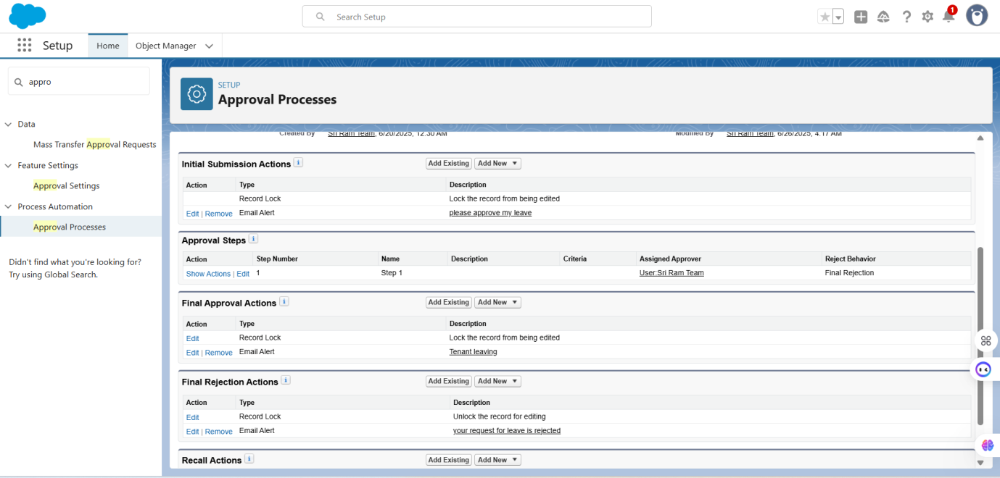 Search Setup
1
Setup
Home
Object Manager
appro
Data
Mass Transfer Approval Requests
Feature Settings
Approval Settings
Process Automation
Approval Processes
Didn't find what you're looking for?
Try using Global Search.
SETUP
Approval Processes
Created By Sri Ram Team, 6/20/2025, 12:30 AM Modified By Sri Ram Team, 6/26/2025, 4:17 AM
Initial Submission Actions i Add Existing Add New
Action Type Description
Record Lock Lock the record from being edited
Edit | Remove Email Alert please approve my leave
Approval Steps i
Action Step Number Name Description Criteria Assigned Approver Reject Behavior
Show Actions | Edit 1 Step 1 User:Sri Ram Team Final Rejection
Final Approval Actions i Add Existing Add New
Action Type Description
Edit Record Lock Lock the record from being edited
Edit | Remove Email Alert Tenant leaving
Final Rejection Actions i Add Existing Add New
Action Type Description
Edit Record Lock Unlock the record for editing
Edit | Remove Email Alert your request for leave is rejected
Recall Actions i Add Existing Add New